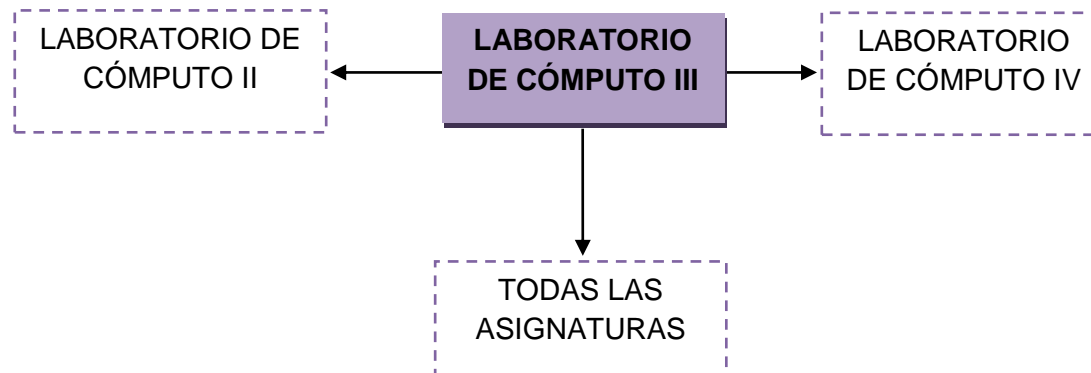 LABORATORIO DE
CÓMPUTO II
LABORATORIO
DE CÓMPUTO III
LABORATORIO
DE CÓMPUTO IV
TODAS LAS
ASIGNATURAS